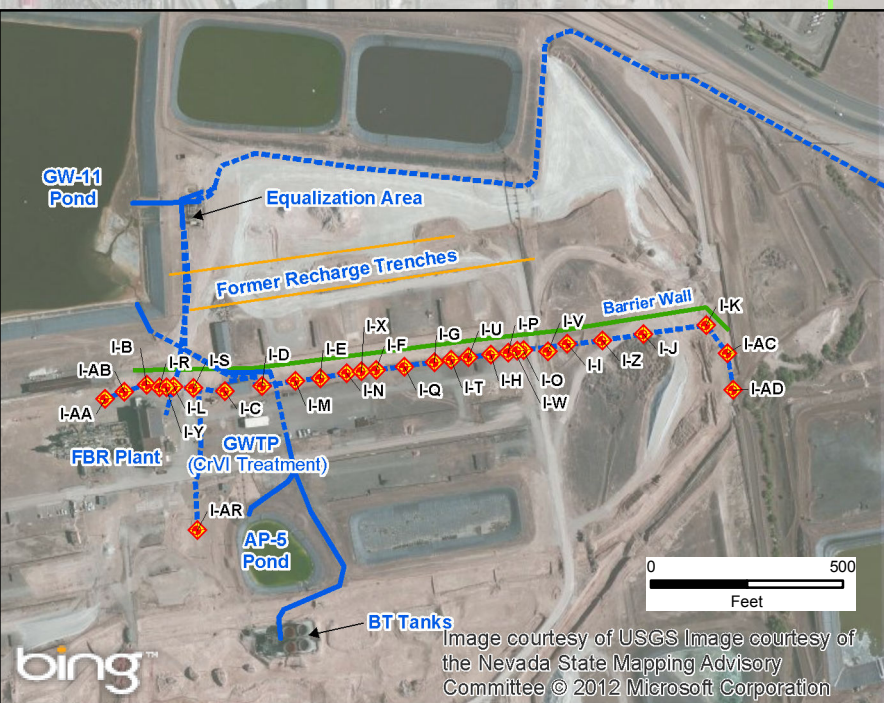 GW-11
Pond
Equalization Area
Former Recharge Trenches
Barrier Wall
I-K
I-V
I-P
I-U
I-G
I-X
I-F
I-E
I-D
I-S
I-R
I-B
I-AB
I-AA
I-AC
I-AD
I-J
I-Z
I-I
I-O
I-W
I-H
I-T
I-Q
I-N
I-M
I-C
I-L
I-Y
FBR Plant
GWTP
(CrVI Treatment)
I-AR
AP-5
Pond
BT Tanks
0 500
Feet
bing™
Image courtesy of USGS Image courtesy of
the Nevada State Mapping Advisory
Committee © 2012 Microsoft Corporation